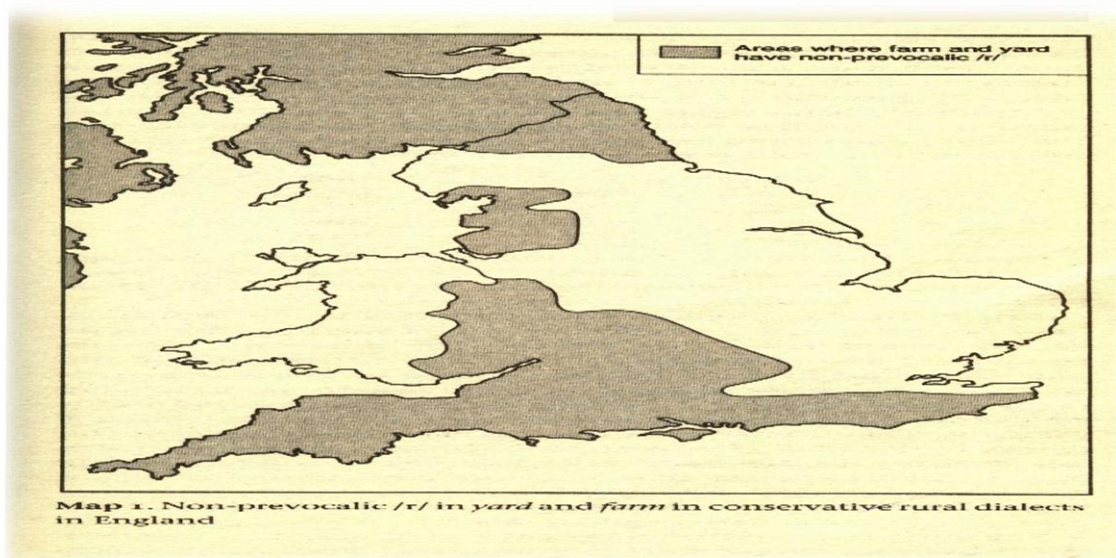 Areas where farm and yard
have non-prevocalic /r/
Map 1. Non-prevocalic /r/ in yard and farm in conservative rural dialects
in England